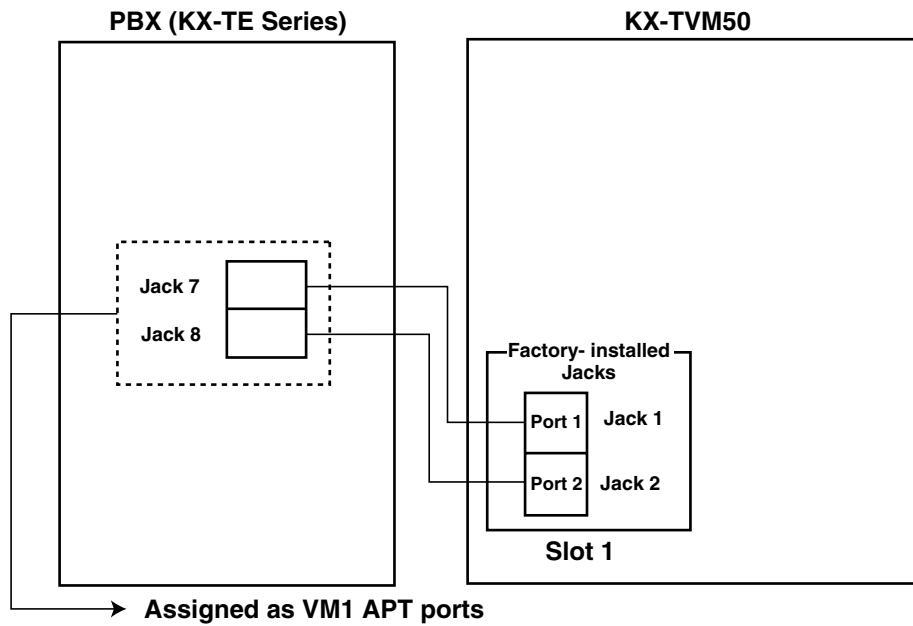 PBX (KX-TE Series)
KX-TVM50
Jack 7
Jack 8
Factory- installed
Jacks
Port 1
Jack 1
Port 2
Jack 2
Slot 1
Assigned as VM1 APT ports